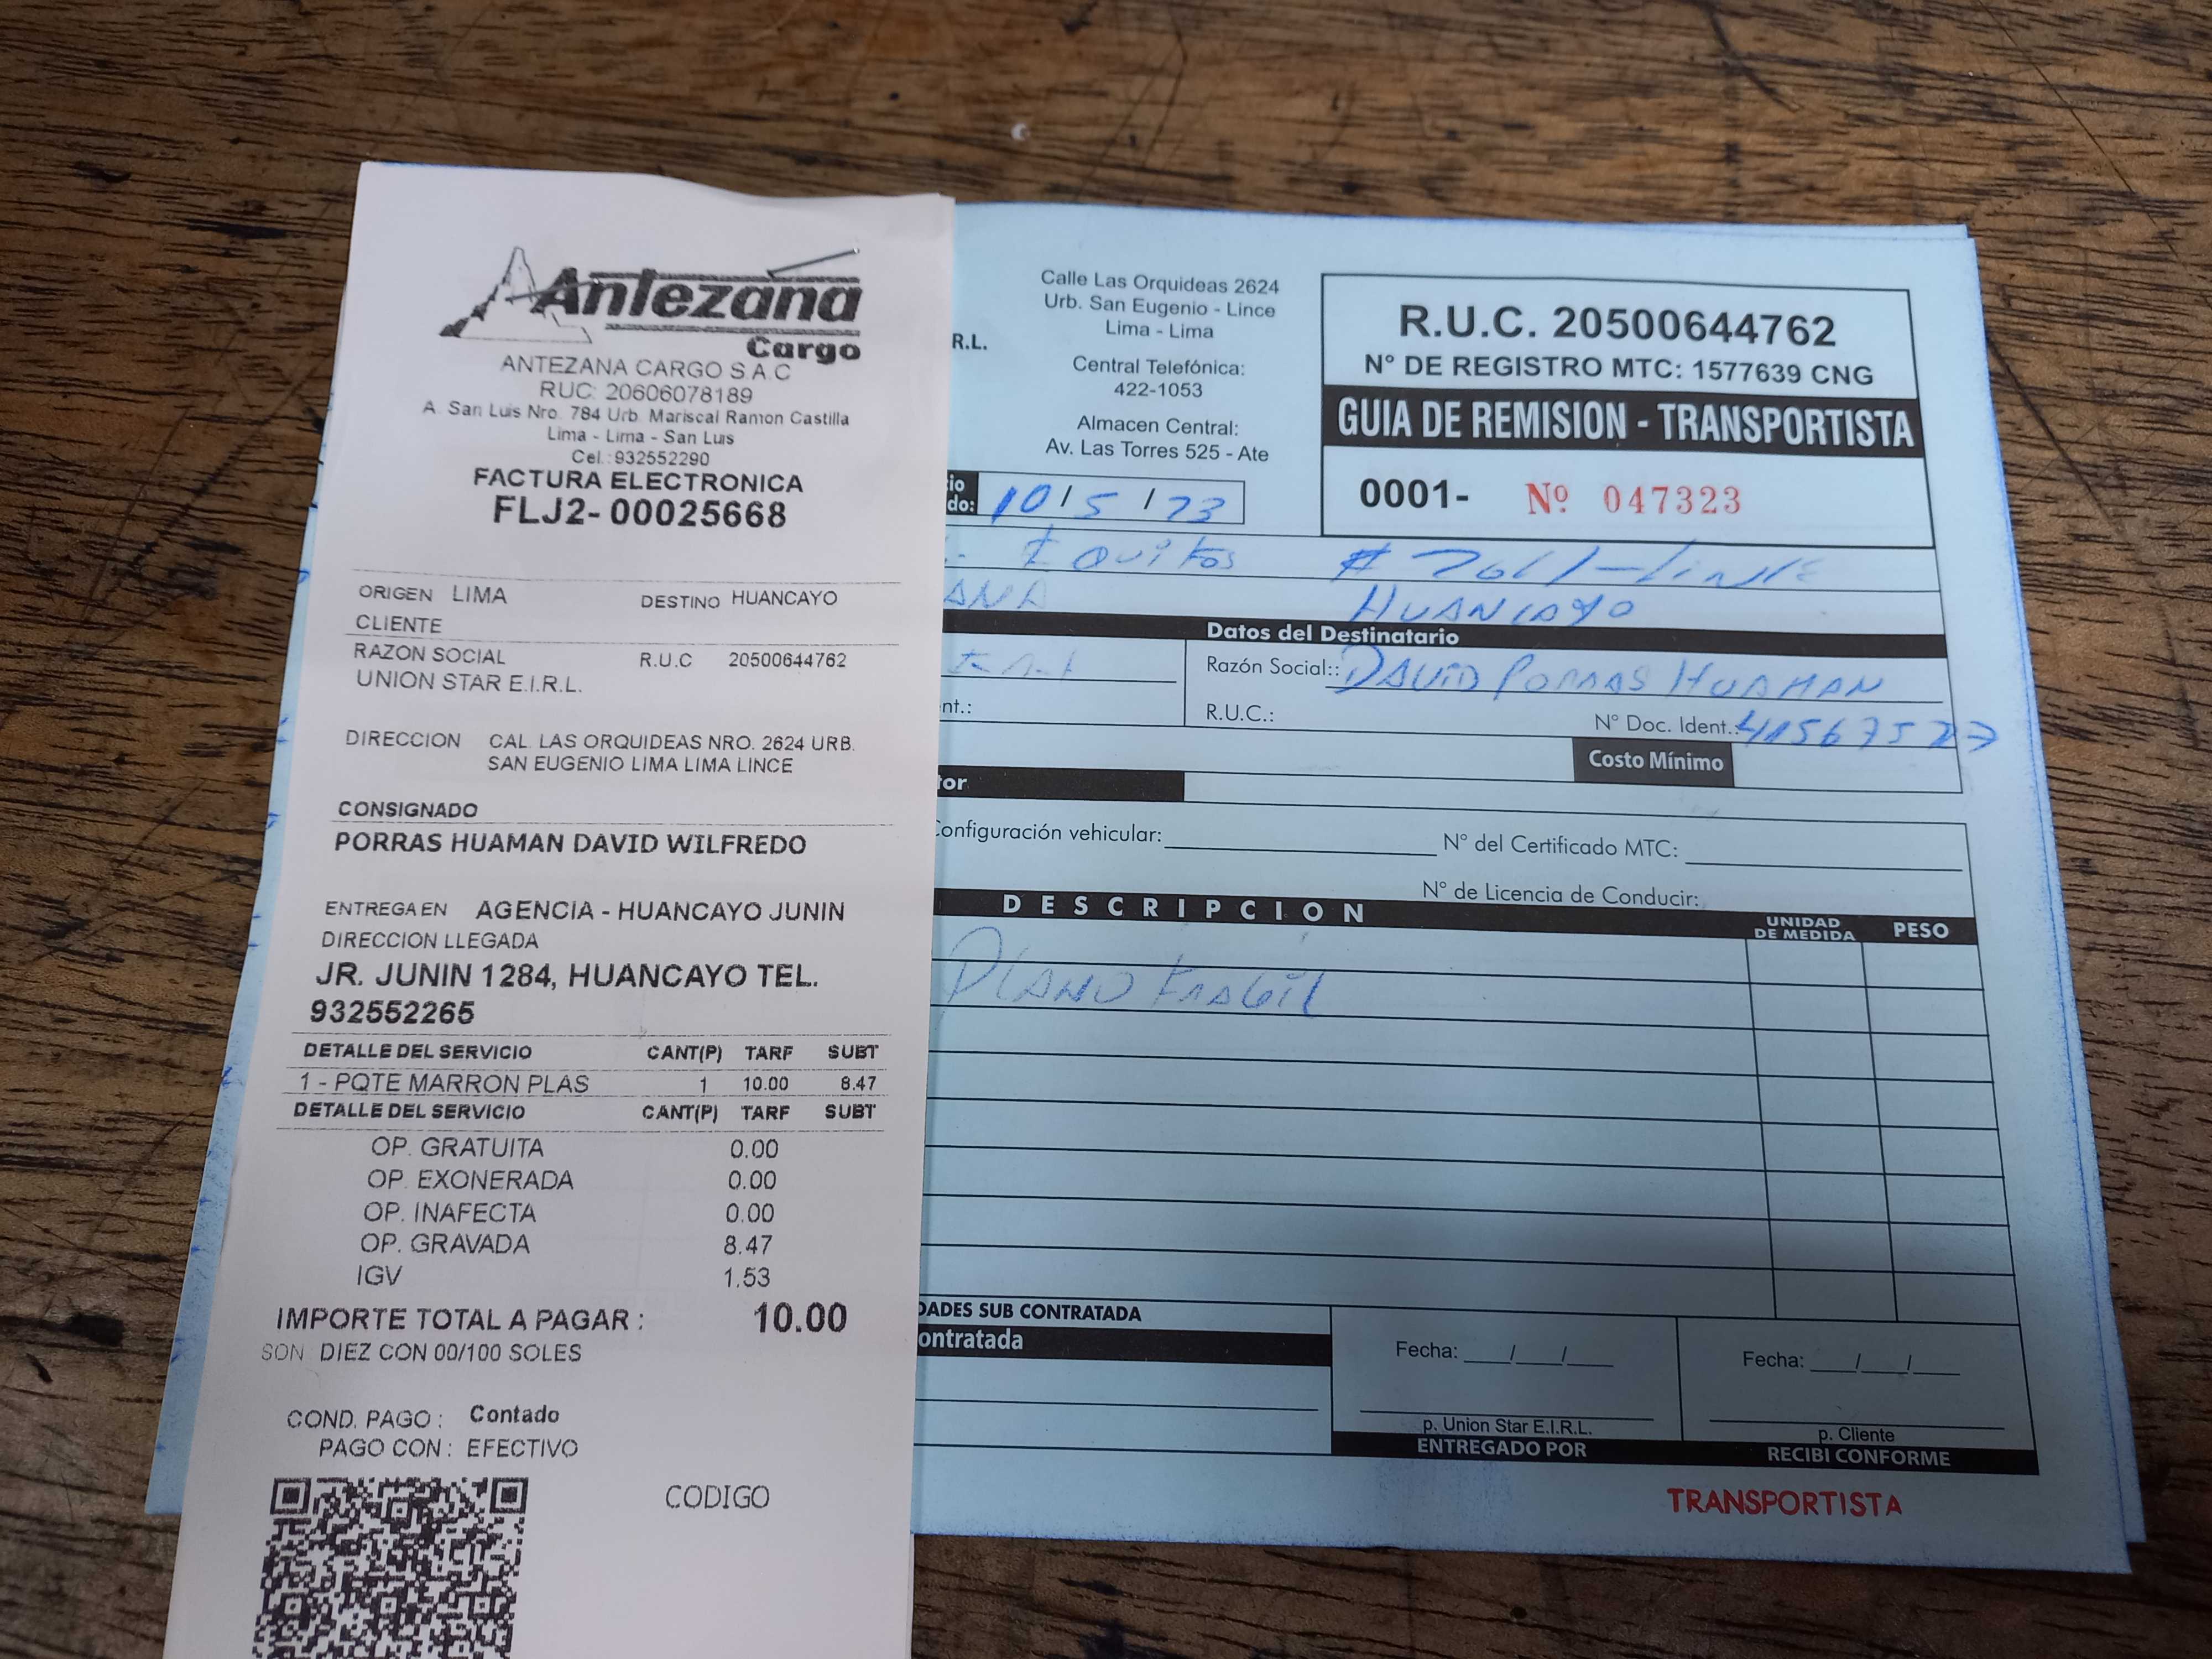 Antezana
Cargo
ANTEZANA CARGO S.A.C
RUC: 20606078189
A. San Luis Nro. 784 Urb. Mariscal Ramon Castilla
Lima - Lima - San Luis
Cel.:932552290
FACTURA ELECTRONICA
FLJ2-00025668
ORIGEN LIMA DESTINO HUANCAYO
CLIENTE
RAZON SOCIAL R.U.C 20500644762
UNION STAR E.I.R.L.
DIRECCION CAL. LAS ORQUIDEAS NRO. 2624 URB.
SAN EUGENIO LIMA LIMA LINCE
CONSIGNADO
PORRAS HUAMAN DAVID WILFREDO
ENTREGA EN AGENCIA - HUANCAYO JUNIN
DIRECCION LLEGADA
JR. JUNIN 1284, HUANCAYO TEL.
932552265
DETALLE DEL SERVICIO CANT(P) TARF SUBT
1 - PQTE MARRON PLAS 1 10.00 8.47
DETALLE DEL SERVICIO CANT(P) TARF SUBT
OP. GRATUITA 0.00
OP. EXONERADA 0.00
OP. INAFECTA 0.00
OP. GRAVADA 8.47
IGV 1.53
IMPORTE TOTAL A PAGAR : 10.00
SON DIEZ CON 00/100 SOLES
COND. PAGO : Contado
PAGO CON : EFECTIVO
CODIGO
R.L.
Calle Las Orquideas 2624
Urb. San Eugenio - Lince
Lima - Lima
Central Telefónica:
422-1053
Almacen Central:
Av. Las Torres 525 - Ate
R.U.C. 20500644762
N° DE REGISTRO MTC: 1577639 CNG
GUIA DE REMISION - TRANSPORTISTA
0001- Nº 047323
io
do: 10/5/23
HUANCAYO
Datos del Destinatario
Razón Social:: DAVID PORRAS HUAMAN
nt.: R.U.C.: N° Doc. Ident.:
Costo Mínimo
tor
Configuración vehicular: N° del Certificado MTC:
N° de Licencia de Conducir:
DESCRIPCION UNIDAD DE MEDIDA PESO
PLANO FRAGIL
DADES SUB CONTRATADA
ontratada
Fecha: / / Fecha: / /
p. Union Star E.I.R.L. p. Cliente
ENTREGADO POR RECIBI CONFORME
TRANSPORTISTA